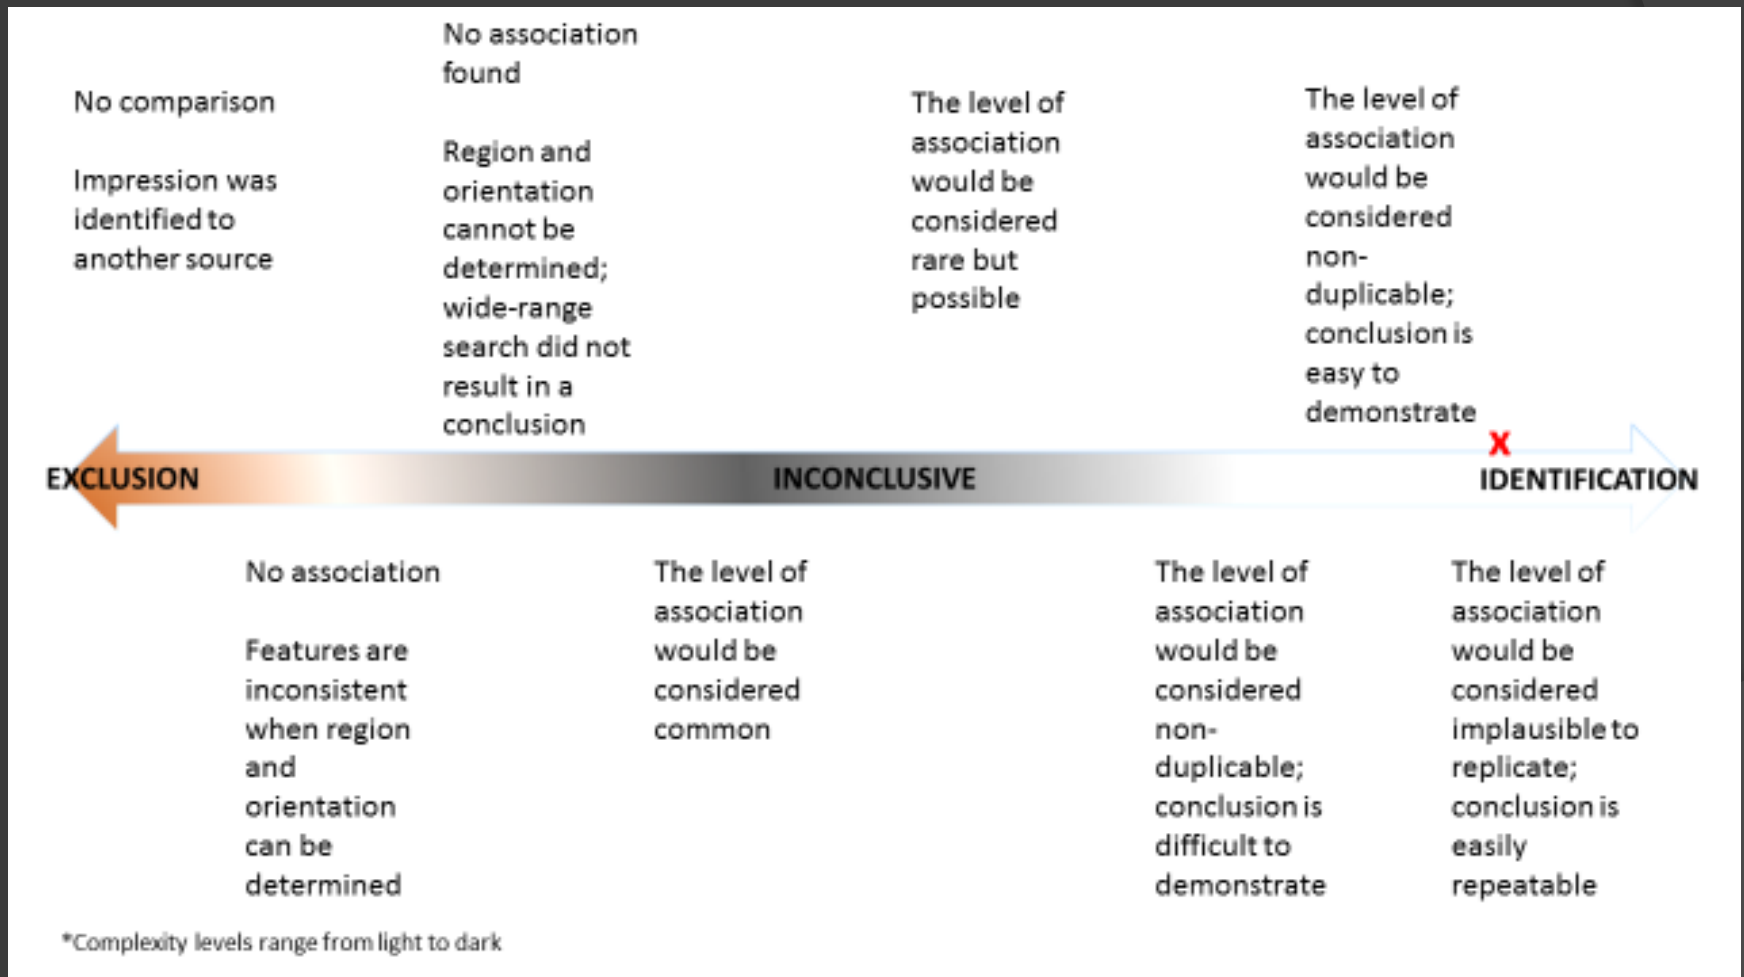 No comparison
Impression was
identified to
another source
No association
found
Region and
orientation
cannot be
determined;
wide-range
search did not
result in a
conclusion
The level of
association
would be
considered
rare but
possible
The level of
association
would be
considered
non-
duplicable;
conclusion is
easy to
demonstrate
X
EXCLUSION
INCONCLUSIVE
IDENTIFICATION
No association
Features are
inconsistent
when region
and
orientation
can be
determined
The level of
association
would be
considered
common
The level of
association
would be
considered
non-
duplicable;
conclusion is
difficult to
demonstrate
The level of
association
would be
considered
implausible to
replicate;
conclusion is
easily
repeatable
*Complexity levels range from light to dark